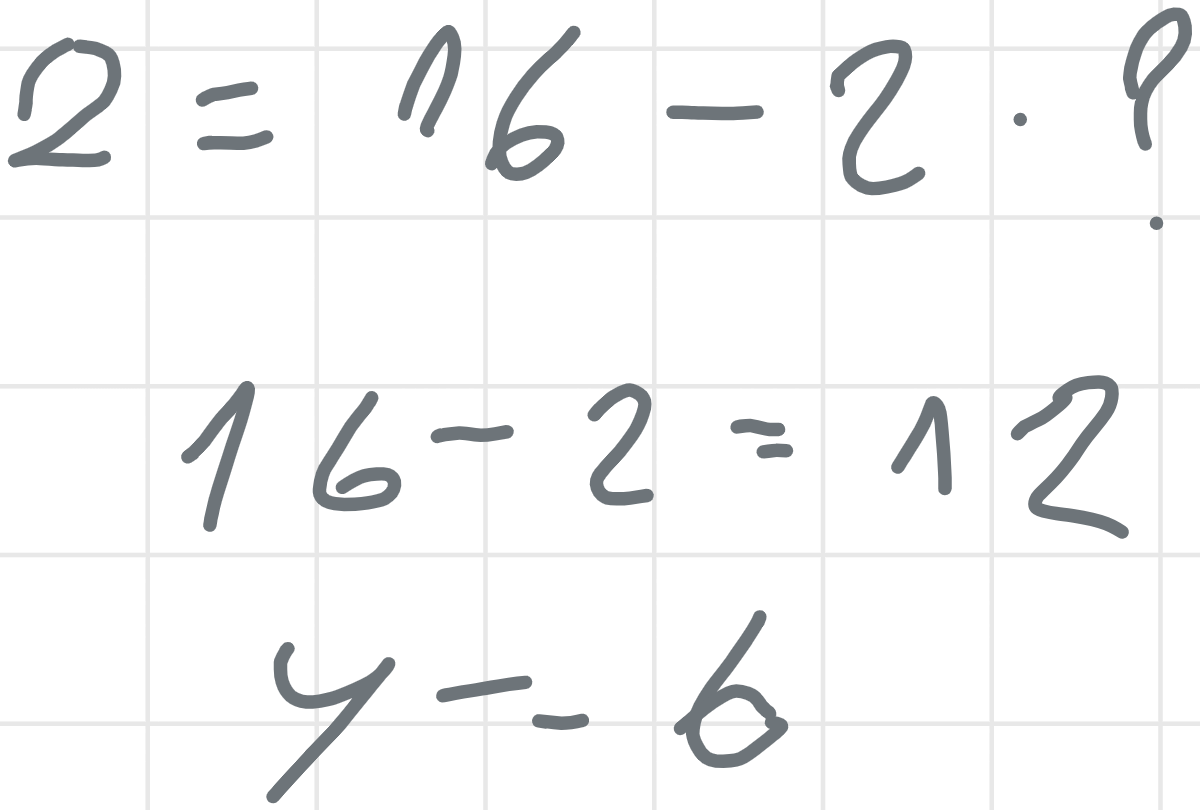 2 = 16 - 2 · ?
16 - 2 = 12
y = 6